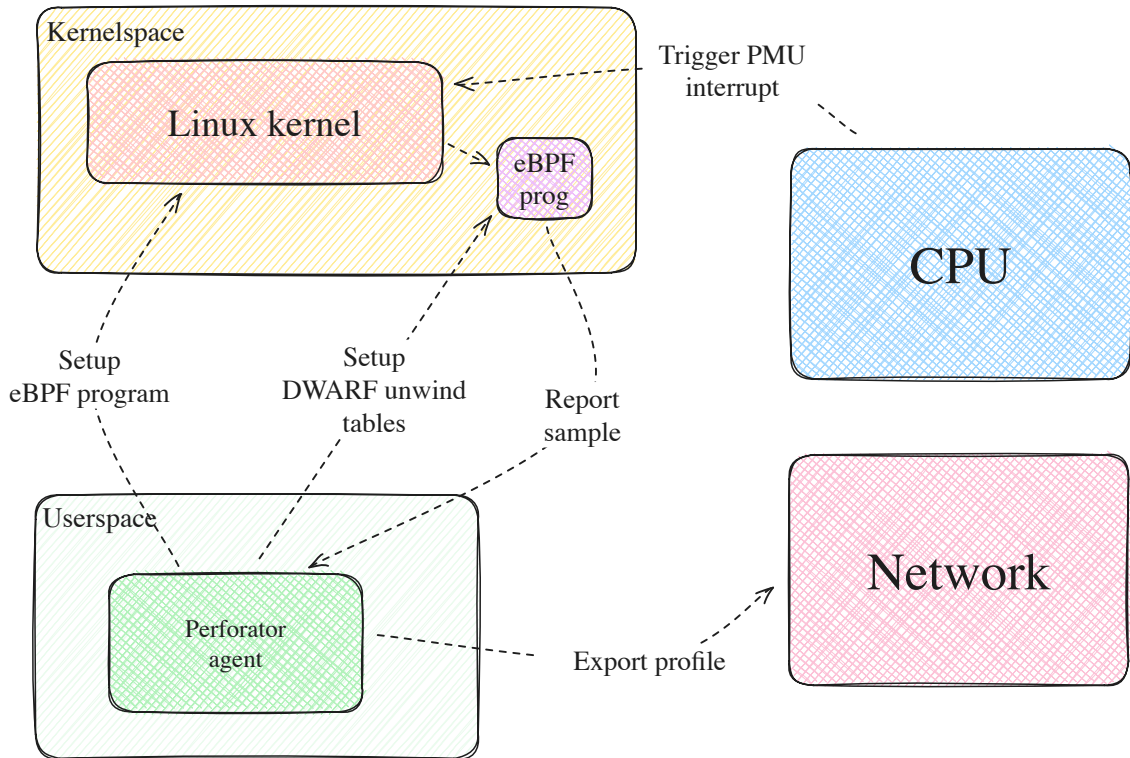 Kernelspace
Linux kernel
eBPF
prog
Trigger PMU
interrupt
CPU
Setup
eBPF program
Setup
DWARF unwind
tables
Report
sample
Userspace
Perforator
agent
Export profile
Network